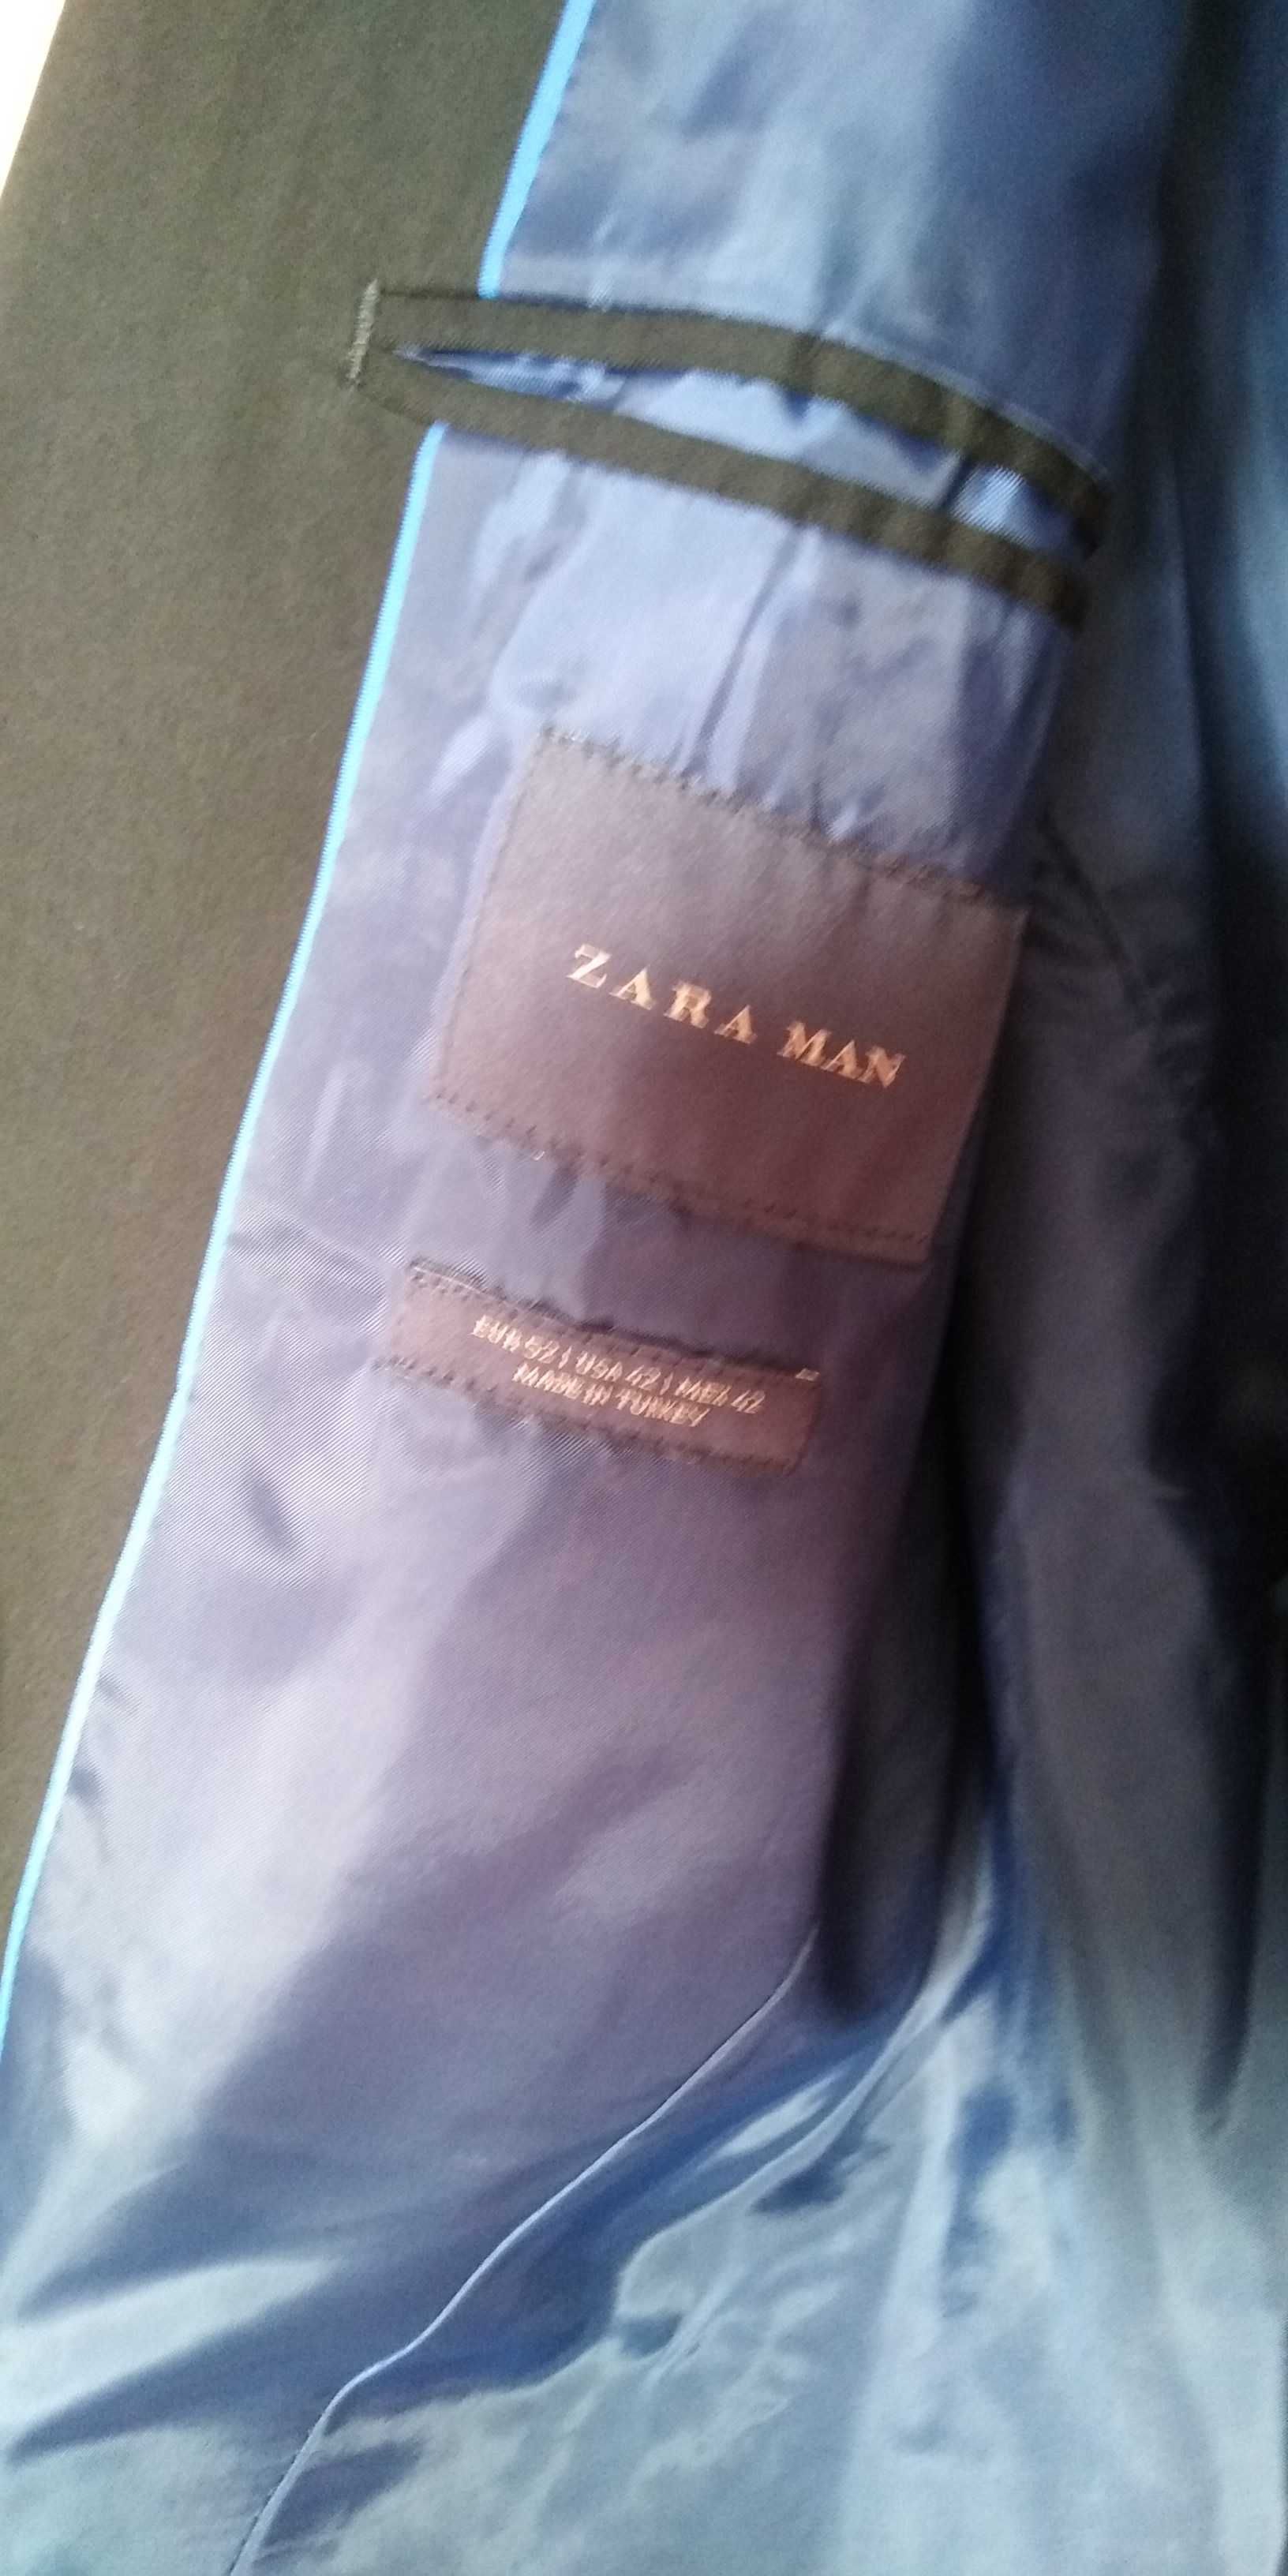 ZARA MAN
EUR 52 | USA 42 | MEX 42
MADE IN TURKEY